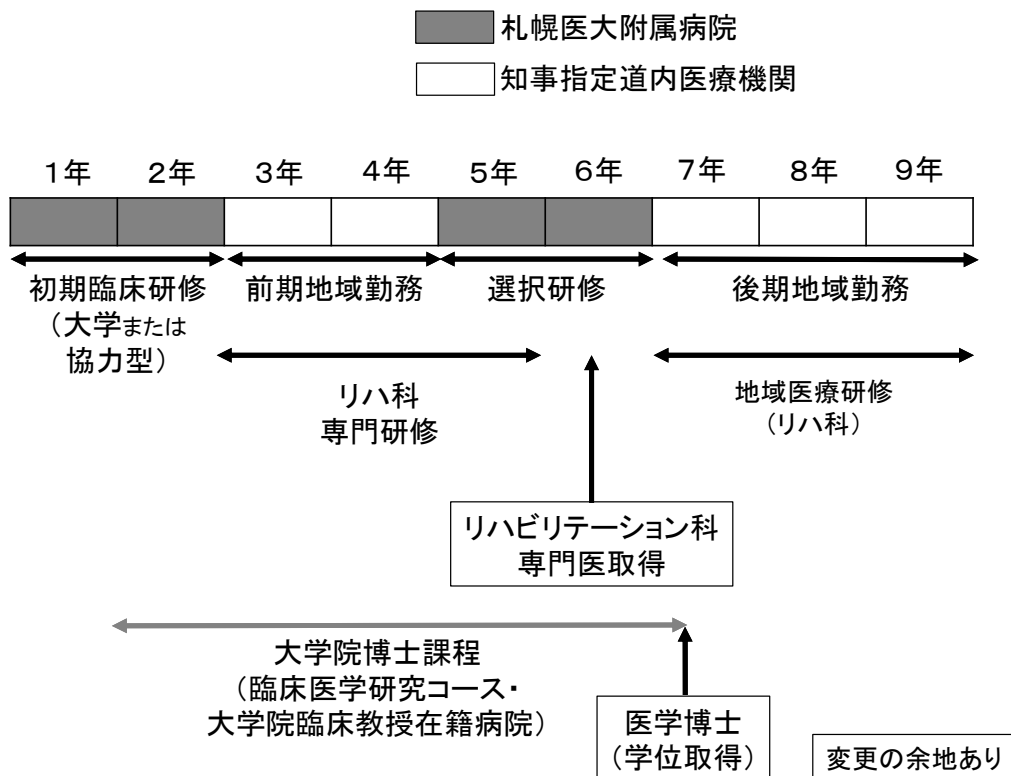 札幌医大附属病院
知事指定道内医療機関
1年 2年 3年 4年 5年 6年 7年 8年 9年
初期臨床研修
（大学または
協力型）
前期地域勤務
選択研修
後期地域勤務
リハ科
専門研修
地域医療研修
（リハ科）
リハビリテーション科
専門医取得
大学院博士課程
（臨床医学研究コース・
大学院臨床教授在籍病院）
医学博士
（学位取得）
変更の余地あり